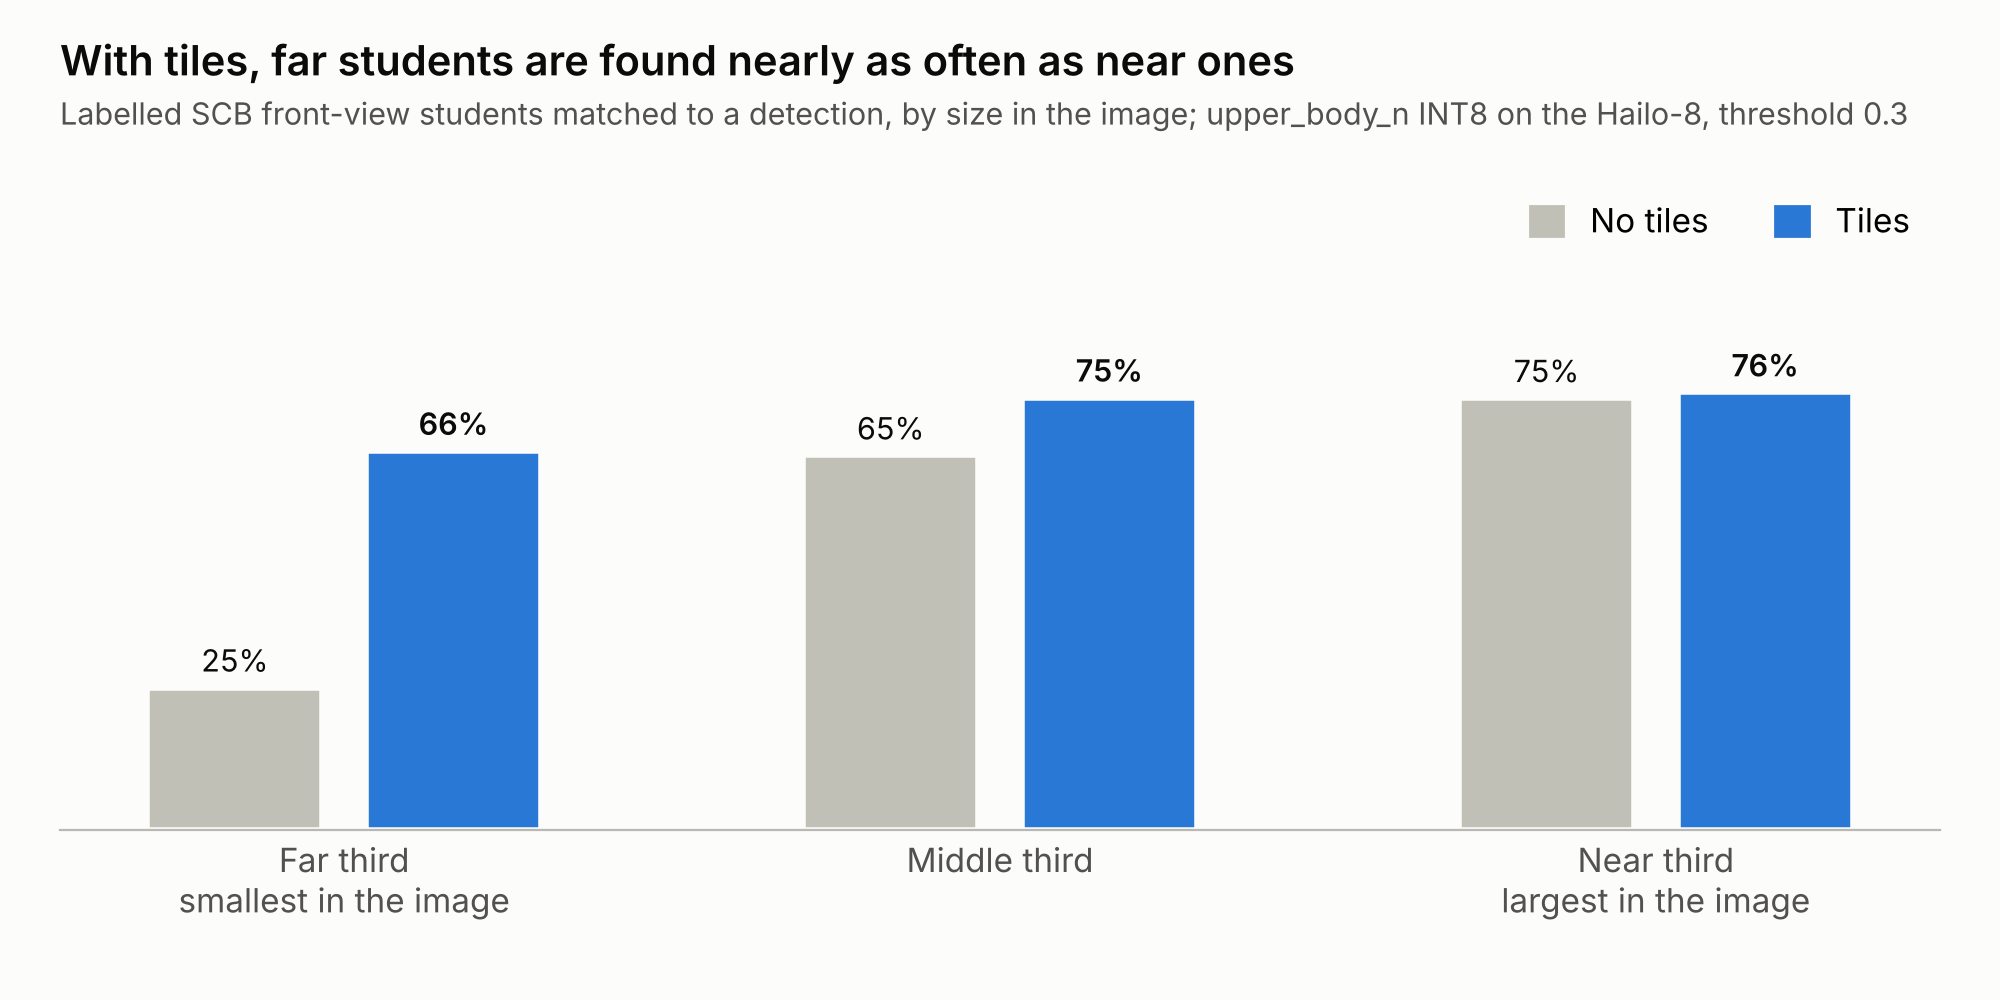 With tiles, far students are found nearly as often as near ones
Labelled SCB front-view students matched to a detection, by size in the image; upper_body_n INT8 on the Hailo-8, threshold 0.3
No tiles
Tiles
25%
66%
65%
75%
75%
76%
Far third
smallest in the image
Middle third
Near third
largest in the image